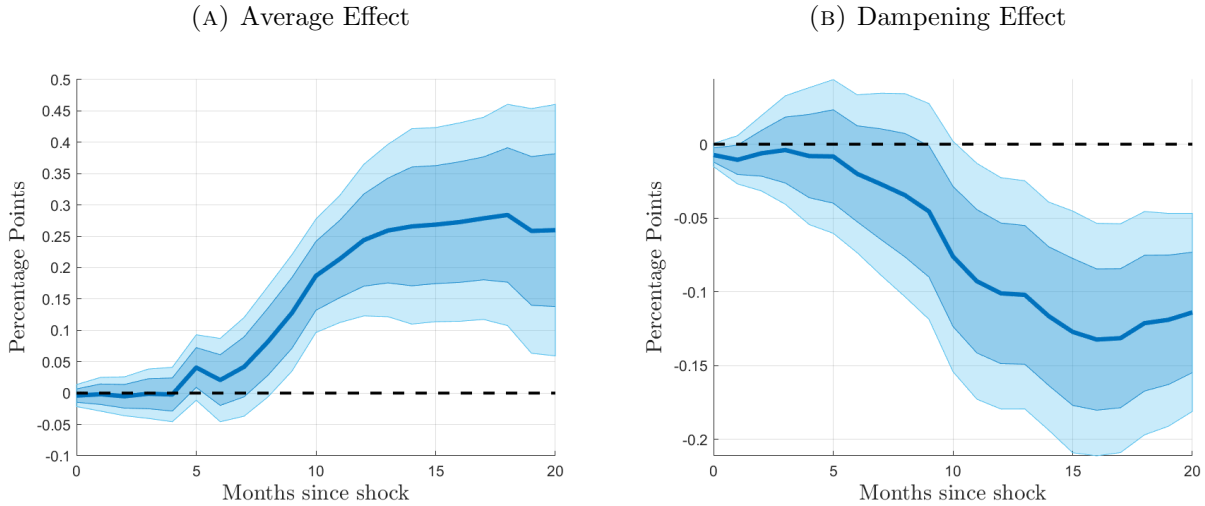 (A) Average Effect
Percentage Points
0.5
0.45
0.4
0.35
0.3
0.25
0.2
0.15
0.1
0.05
0
-0.05
-0.1
0 5 10 15 20
Months since shock
(B) Dampening Effect
Percentage Points
0
-0.05
-0.1
-0.15
-0.2
0 5 10 15 20
Months since shock